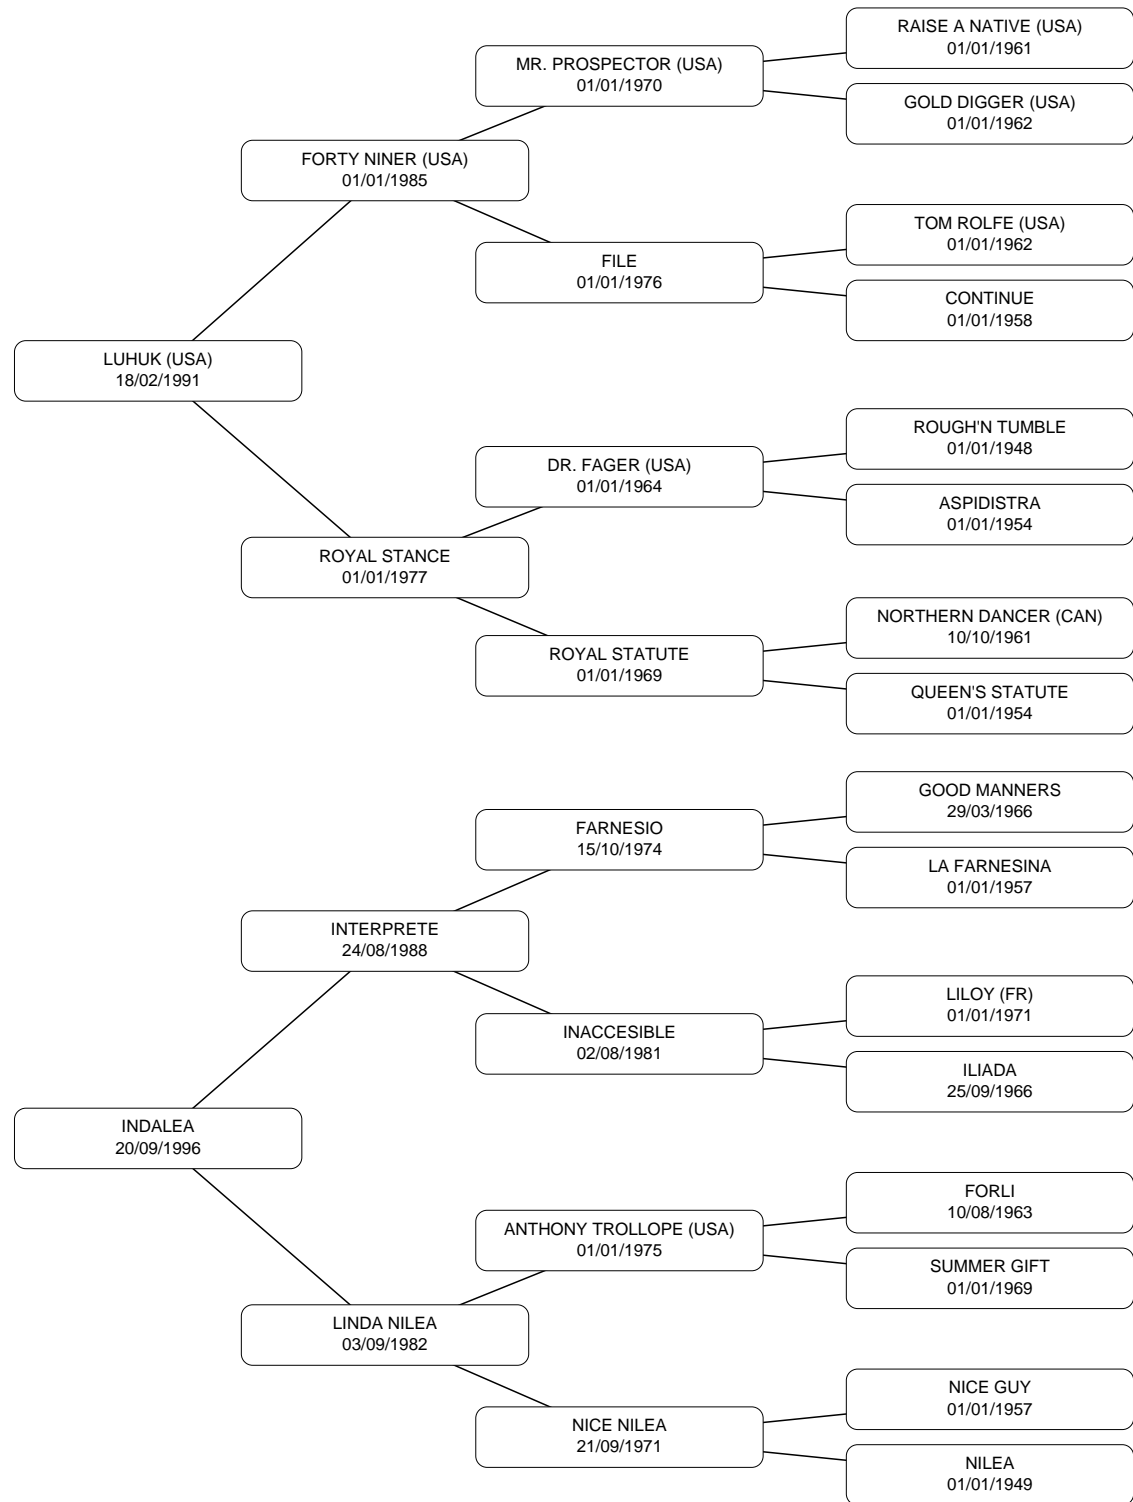 RAISE A NATIVE (USA)
01/01/1961
MR. PROSPECTOR (USA)
01/01/1970
GOLD DIGGER (USA)
01/01/1962
FORTY NINER (USA)
01/01/1985
TOM ROLFE (USA)
01/01/1962
FILE
01/01/1976
CONTINUE
01/01/1958
LUHUK (USA)
18/02/1991
ROUGH'N TUMBLE
01/01/1948
DR. FAGER (USA)
01/01/1964
ASPIDISTRA
01/01/1954
ROYAL STANCE
01/01/1977
NORTHERN DANCER (CAN)
10/10/1961
ROYAL STATUTE
01/01/1969
QUEEN'S STATUTE
01/01/1954
GOOD MANNERS
29/03/1966
FARNESIO
15/10/1974
LA FARNESINA
01/01/1957
INTERPRETE
24/08/1988
LILOY (FR)
01/01/1971
INACCESIBLE
02/08/1981
ILIADA
25/09/1966
INDALEA
20/09/1996
FORLI
10/08/1963
ANTHONY TROLLOPE (USA)
01/01/1975
SUMMER GIFT
01/01/1969
LINDA NILEA
03/09/1982
NICE GUY
01/01/1957
NICE NILEA
21/09/1971
NILEA
01/01/1949